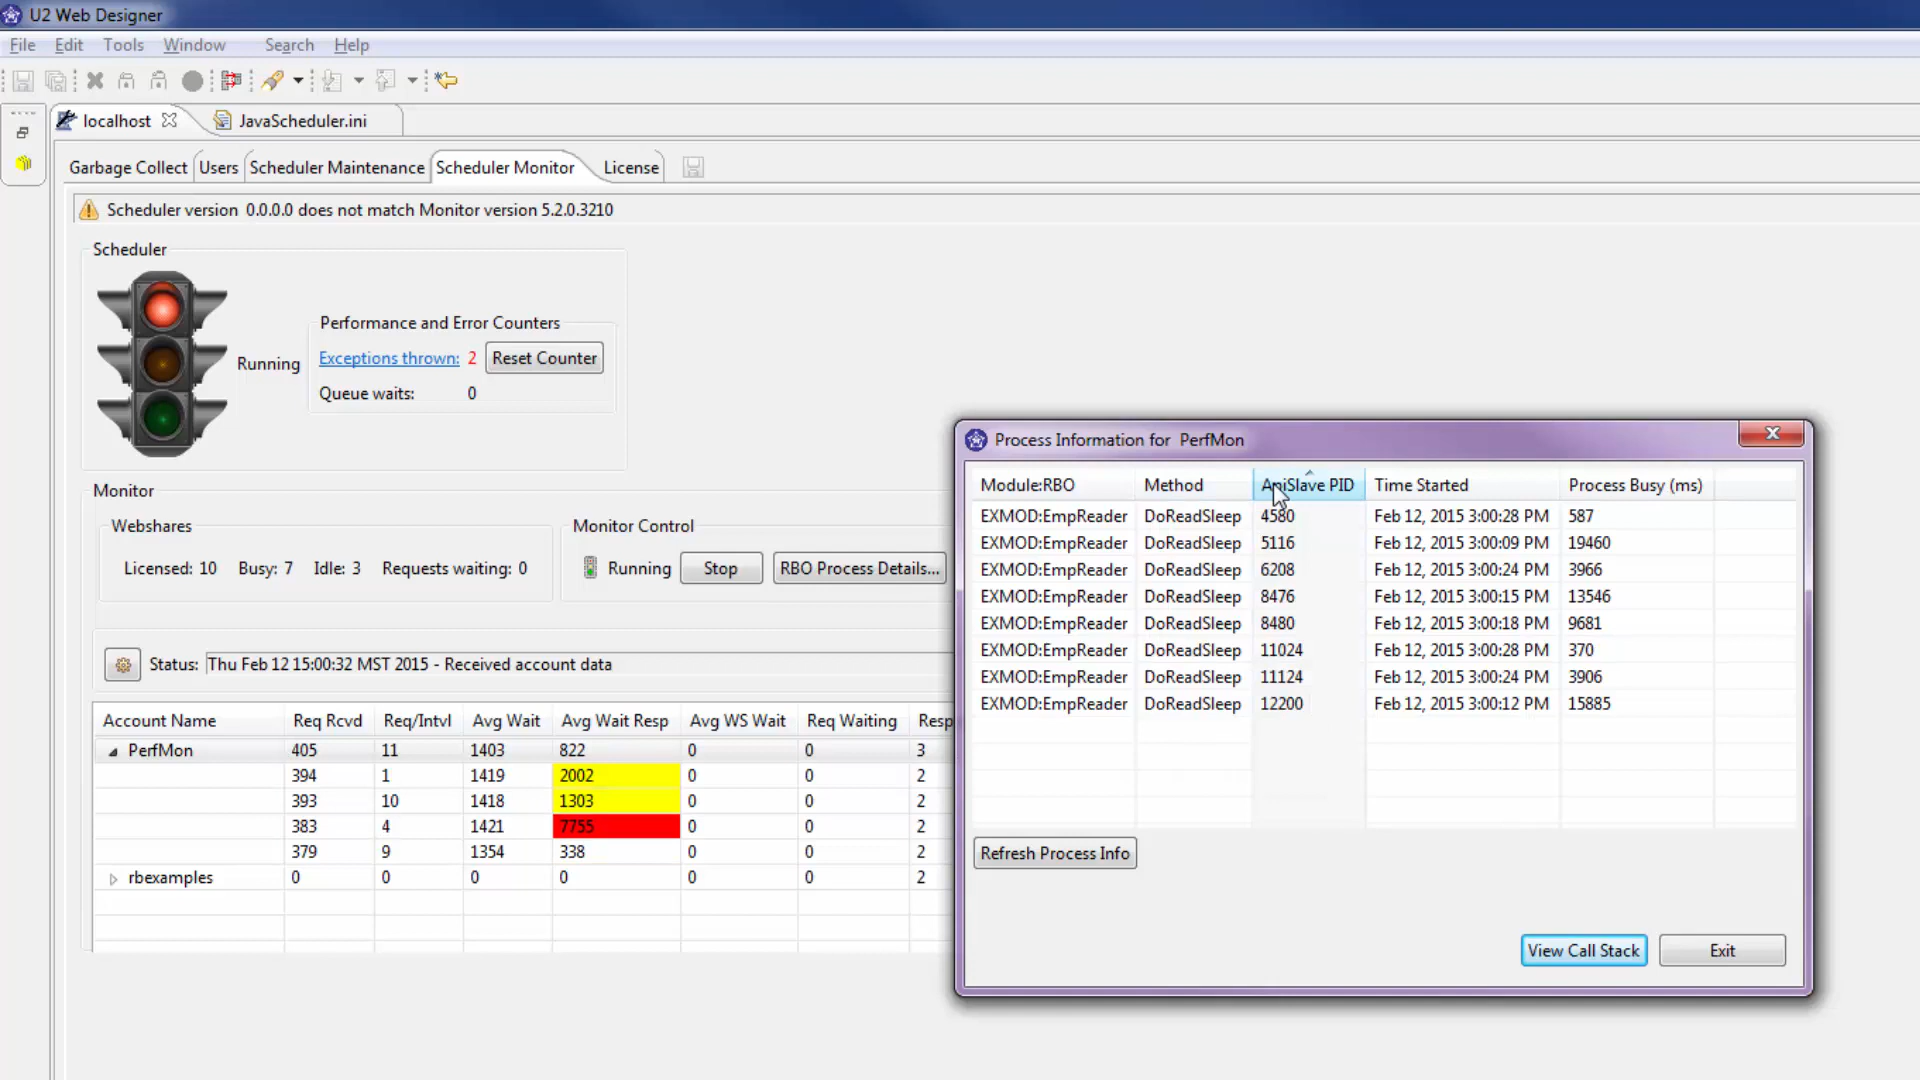 U2 Web Designer
File Edit Tools Window Search Help
localhost JavaScheduler.ini
Garbage Collect Users Scheduler Maintenance Scheduler Monitor License
Scheduler version 0.0.0.0 does not match Monitor version 5.2.0.3210
Scheduler
Running
Performance and Error Counters
Exceptions thrown: 2 Reset Counter
Queue waits: 0
Monitor
Webshares
Licensed: 10 Busy: 7 Idle: 3 Requests waiting: 0
Monitor Control
Running Stop RBO Process Details...
Status: Thu Feb 12 15:00:32 MST 2015 - Received account data
Account Name Req Rcvd Req/Intvl Avg Wait Avg Wait Resp Avg WS Wait Req Waiting Resp
PerfMon 405 11 1403 822 0 0 3
394 1 1419 2002 0 0 2
393 10 1418 1303 0 0 2
383 4 1421 7755 0 0 2
379 9 1354 338 0 0 2
rbexamples 0 0 0 0 0 0 2
Process Information for PerfMon
Module:RBO Method ApiSlave PID Time Started Process Busy (ms)
EXMOD:EmpReader DoReadSleep 4580 Feb 12, 2015 3:00:28 PM 587
EXMOD:EmpReader DoReadSleep 5116 Feb 12, 2015 3:00:09 PM 19460
EXMOD:EmpReader DoReadSleep 6208 Feb 12, 2015 3:00:24 PM 3966
EXMOD:EmpReader DoReadSleep 8476 Feb 12, 2015 3:00:15 PM 13546
EXMOD:EmpReader DoReadSleep 8480 Feb 12, 2015 3:00:18 PM 9681
EXMOD:EmpReader DoReadSleep 11024 Feb 12, 2015 3:00:28 PM 370
EXMOD:EmpReader DoReadSleep 11124 Feb 12, 2015 3:00:24 PM 3906
EXMOD:EmpReader DoReadSleep 12200 Feb 12, 2015 3:00:12 PM 15885
Refresh Process Info
View Call Stack Exit